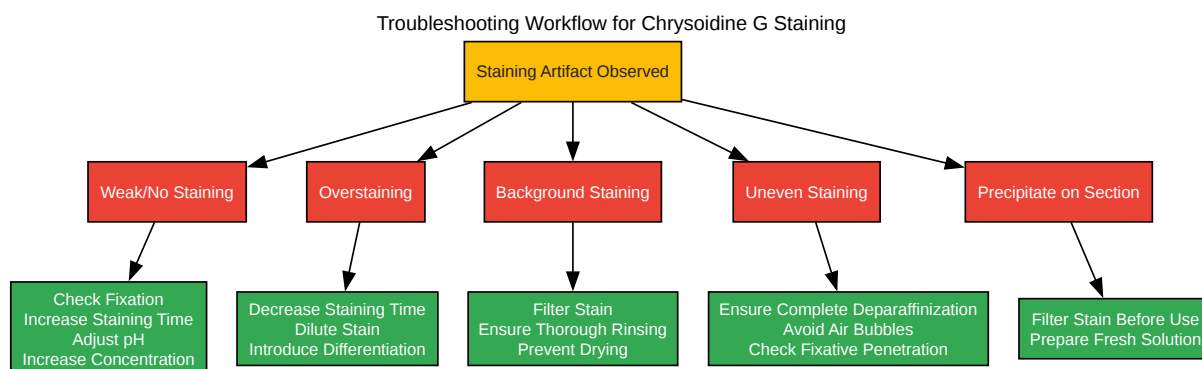 Troubleshooting Workflow for Chrysoidine G Staining
Staining Artifact Observed
Weak/No Staining
Overstaining
Background Staining
Uneven Staining
Precipitate on Section
Check Fixation
Increase Staining Time
Adjust pH
Increase Concentration
Decrease Staining Time
Dilute Stain
Introduce Differentiation
Filter Stain
Ensure Thorough Rinsing
Prevent Drying
Ensure Complete Deparaffinization
Avoid Air Bubbles
Check Fixative Penetration
Filter Stain Before Use
Prepare Fresh Solution